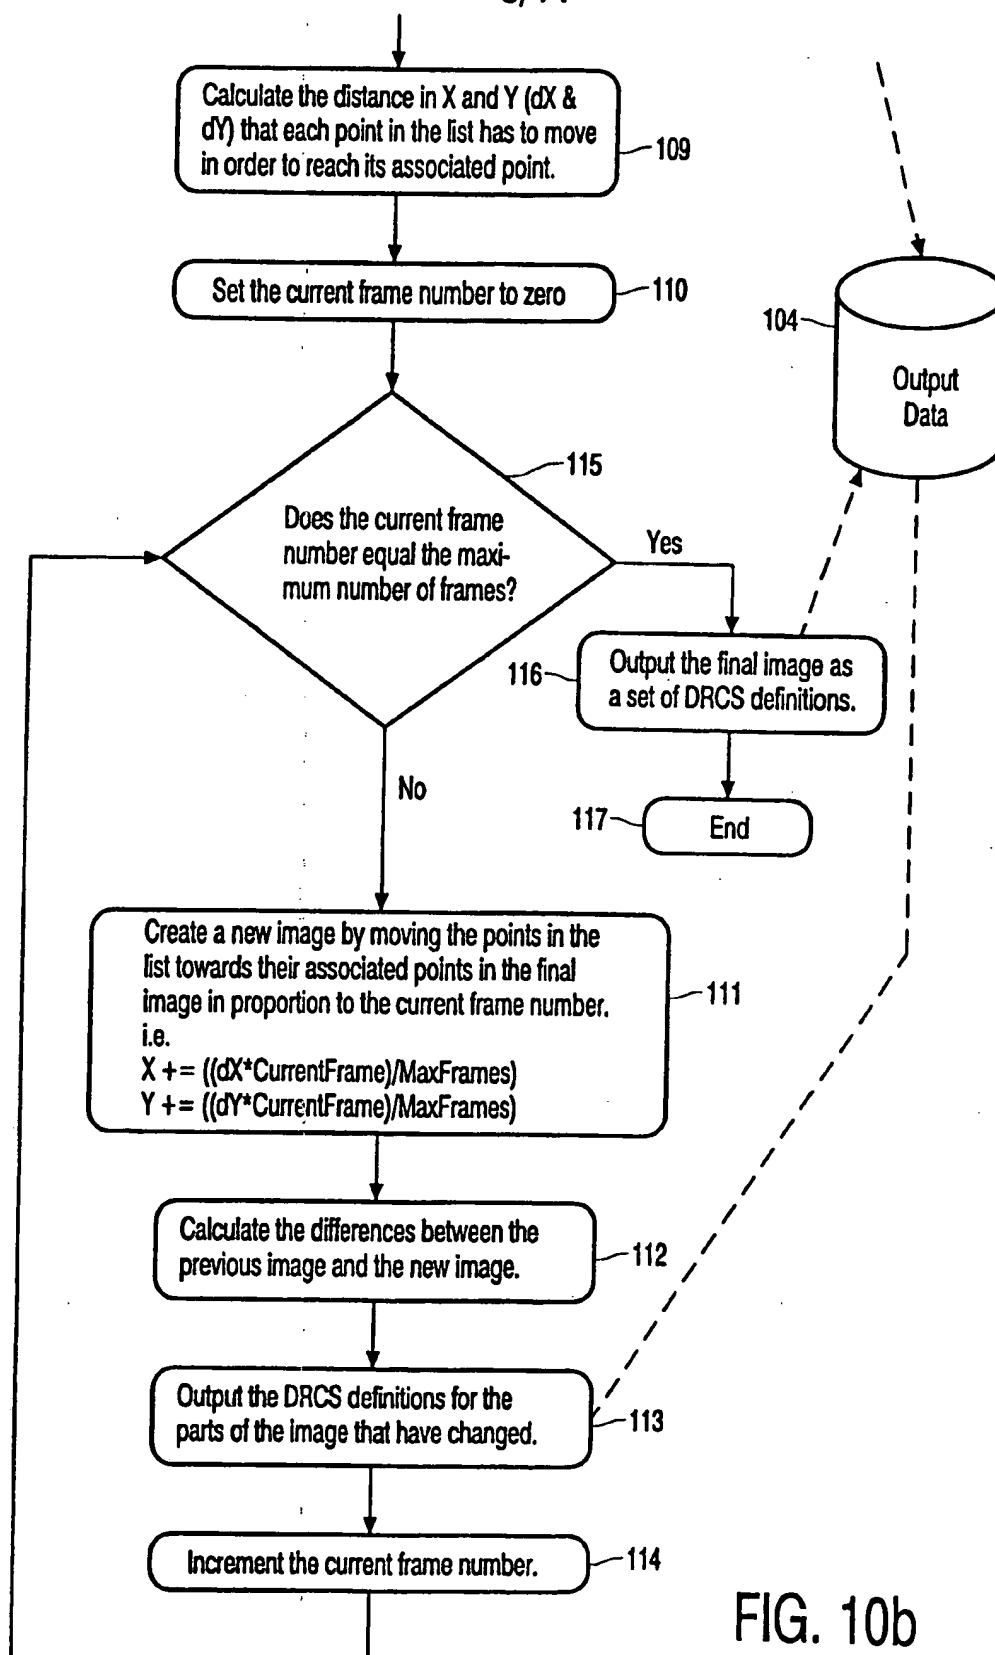 Calculate the distance in X and Y (dX &
dY) that each point in the list has to move
in order to reach its associated point.
109
Set the current frame number to zero
110
104
Output
Data
115
Does the current frame
number equal the maxi-
mum number of frames?
Yes
116
Output the final image as
a set of DRCS definitions.
No
117
End
Create a new image by moving the points in the
list towards their associated points in the final
image in proportion to the current frame number.
i.e.
X += ((dX*CurrentFrame)/MaxFrames)
Y += ((dY*CurrentFrame)/MaxFrames)
111
Calculate the differences between the
previous image and the new image.
112
Output the DRCS definitions for the
parts of the image that have changed.
113
Increment the current frame number.
114
FIG. 10b